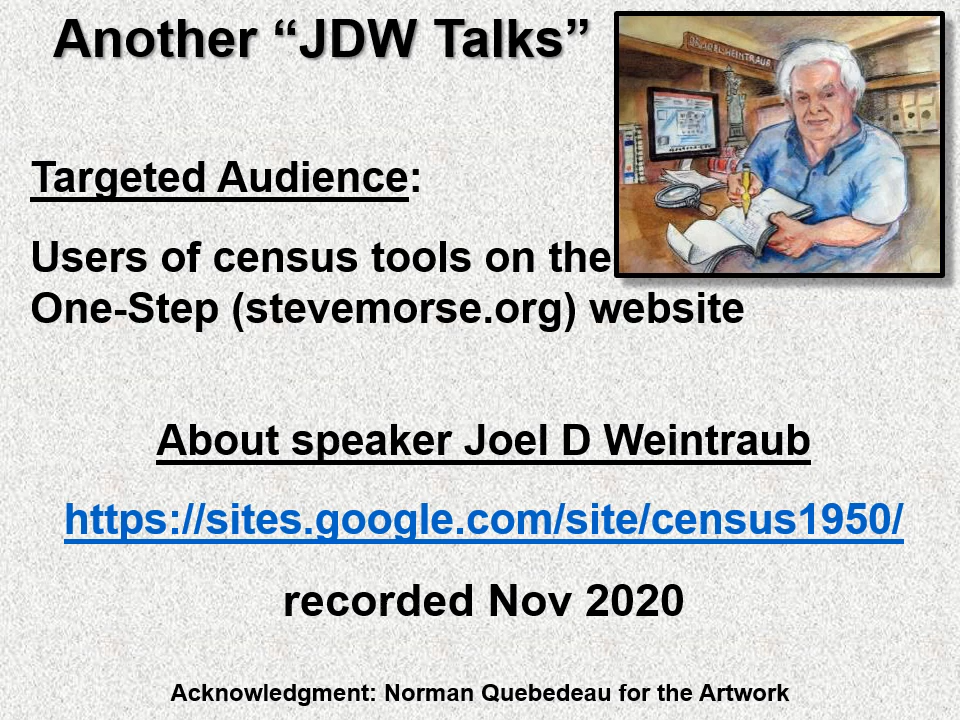 Another “JDW Talks”
Targeted Audience:
Users of census tools on the
One-Step (stevemorse.org) website
About speaker Joel D Weintraub
https://sites.google.com/site/census1950/
recorded Nov 2020
Acknowledgment: Norman Quebedeau for the Artwork